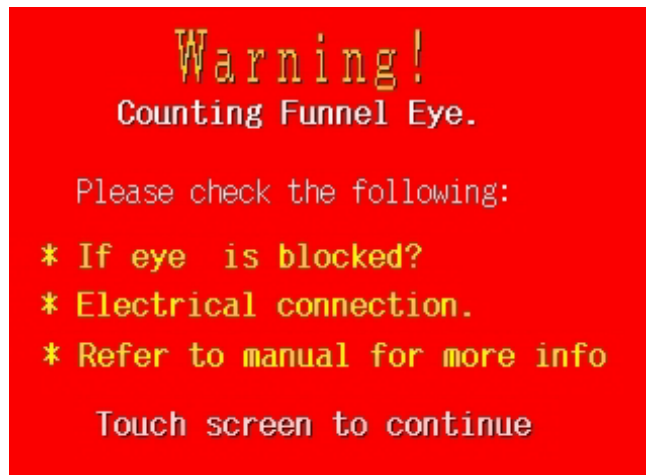 Warning!
Counting Funnel Eye.
Please check the following:
* If eye is blocked?
* Electrical connection.
* Refer to manual for more info
Touch screen to continue